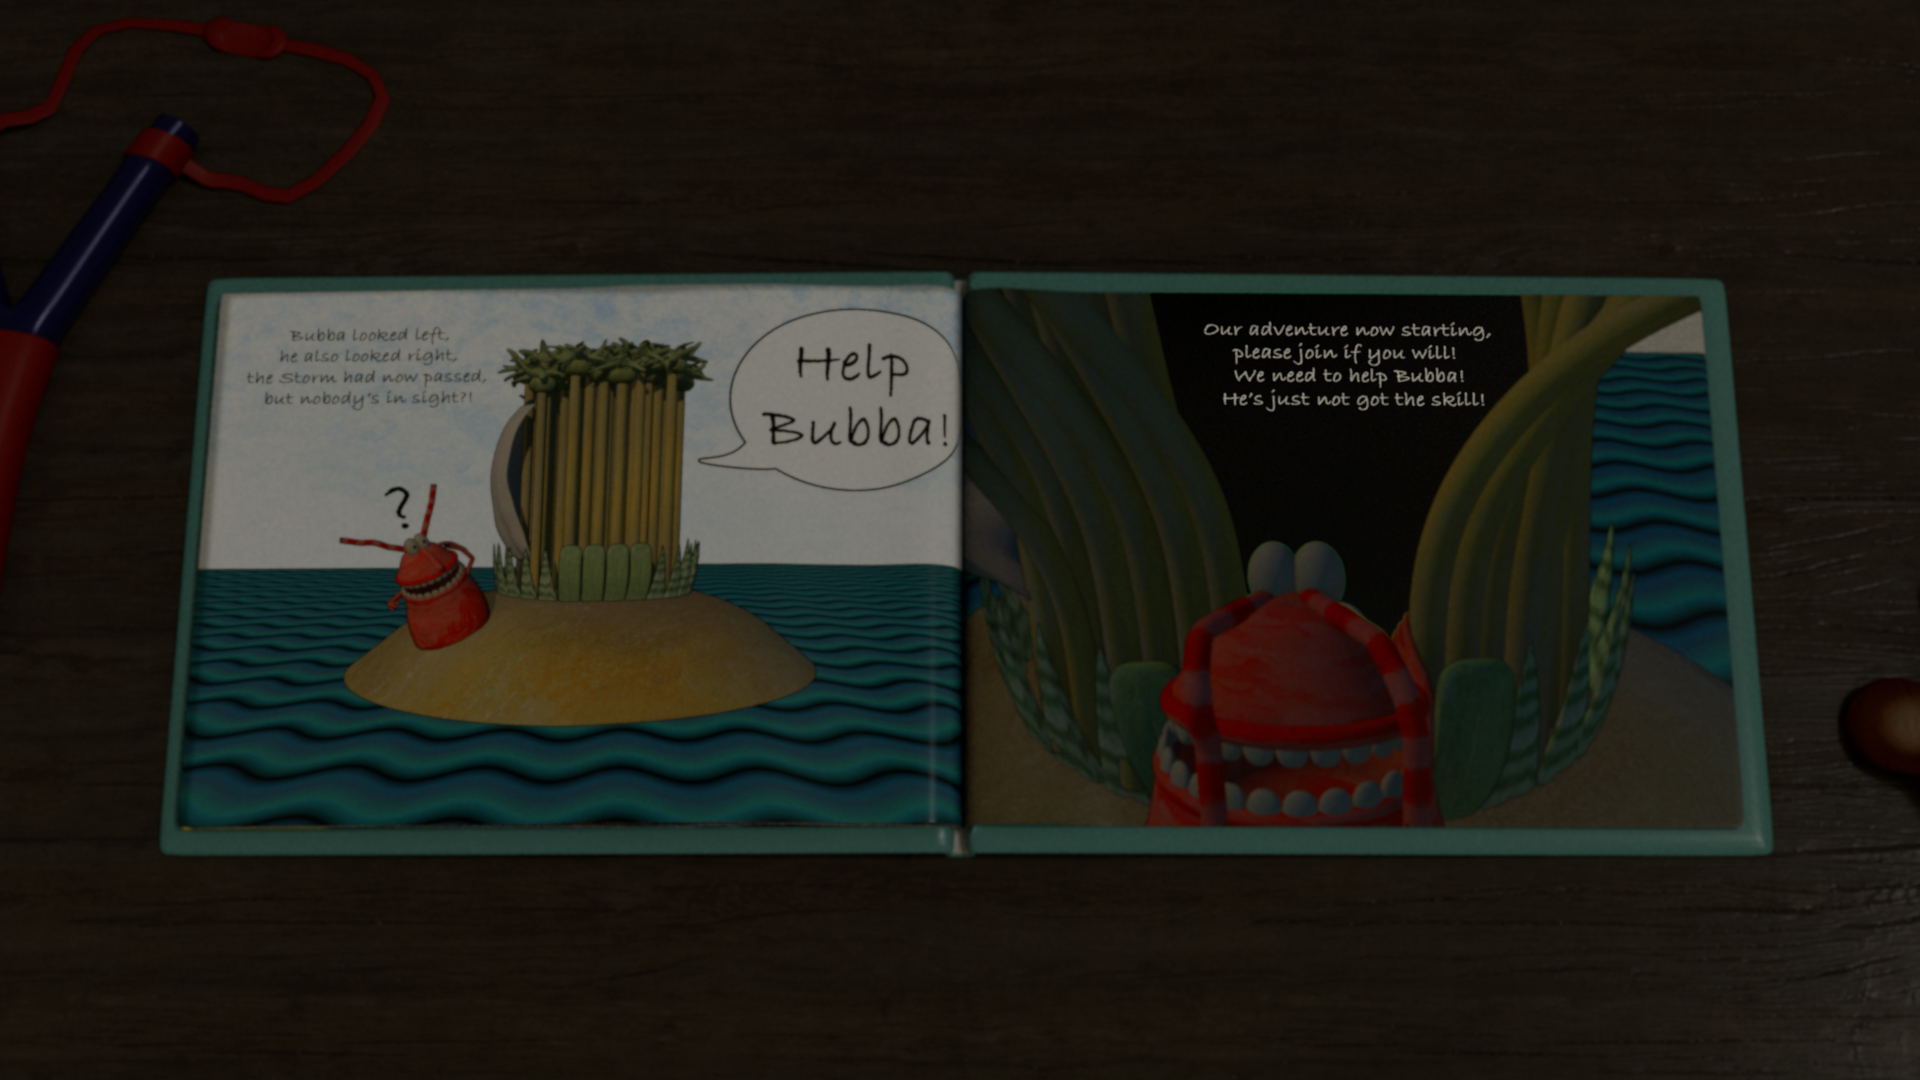 Bubba looked left,
he also looked right,
the Storm had now passed,
but nobody's in sight?!
?
Help
Bubba!
Our adventure now starting,
please join if you will!
We need to help Bubba!
He's just not got the skill!